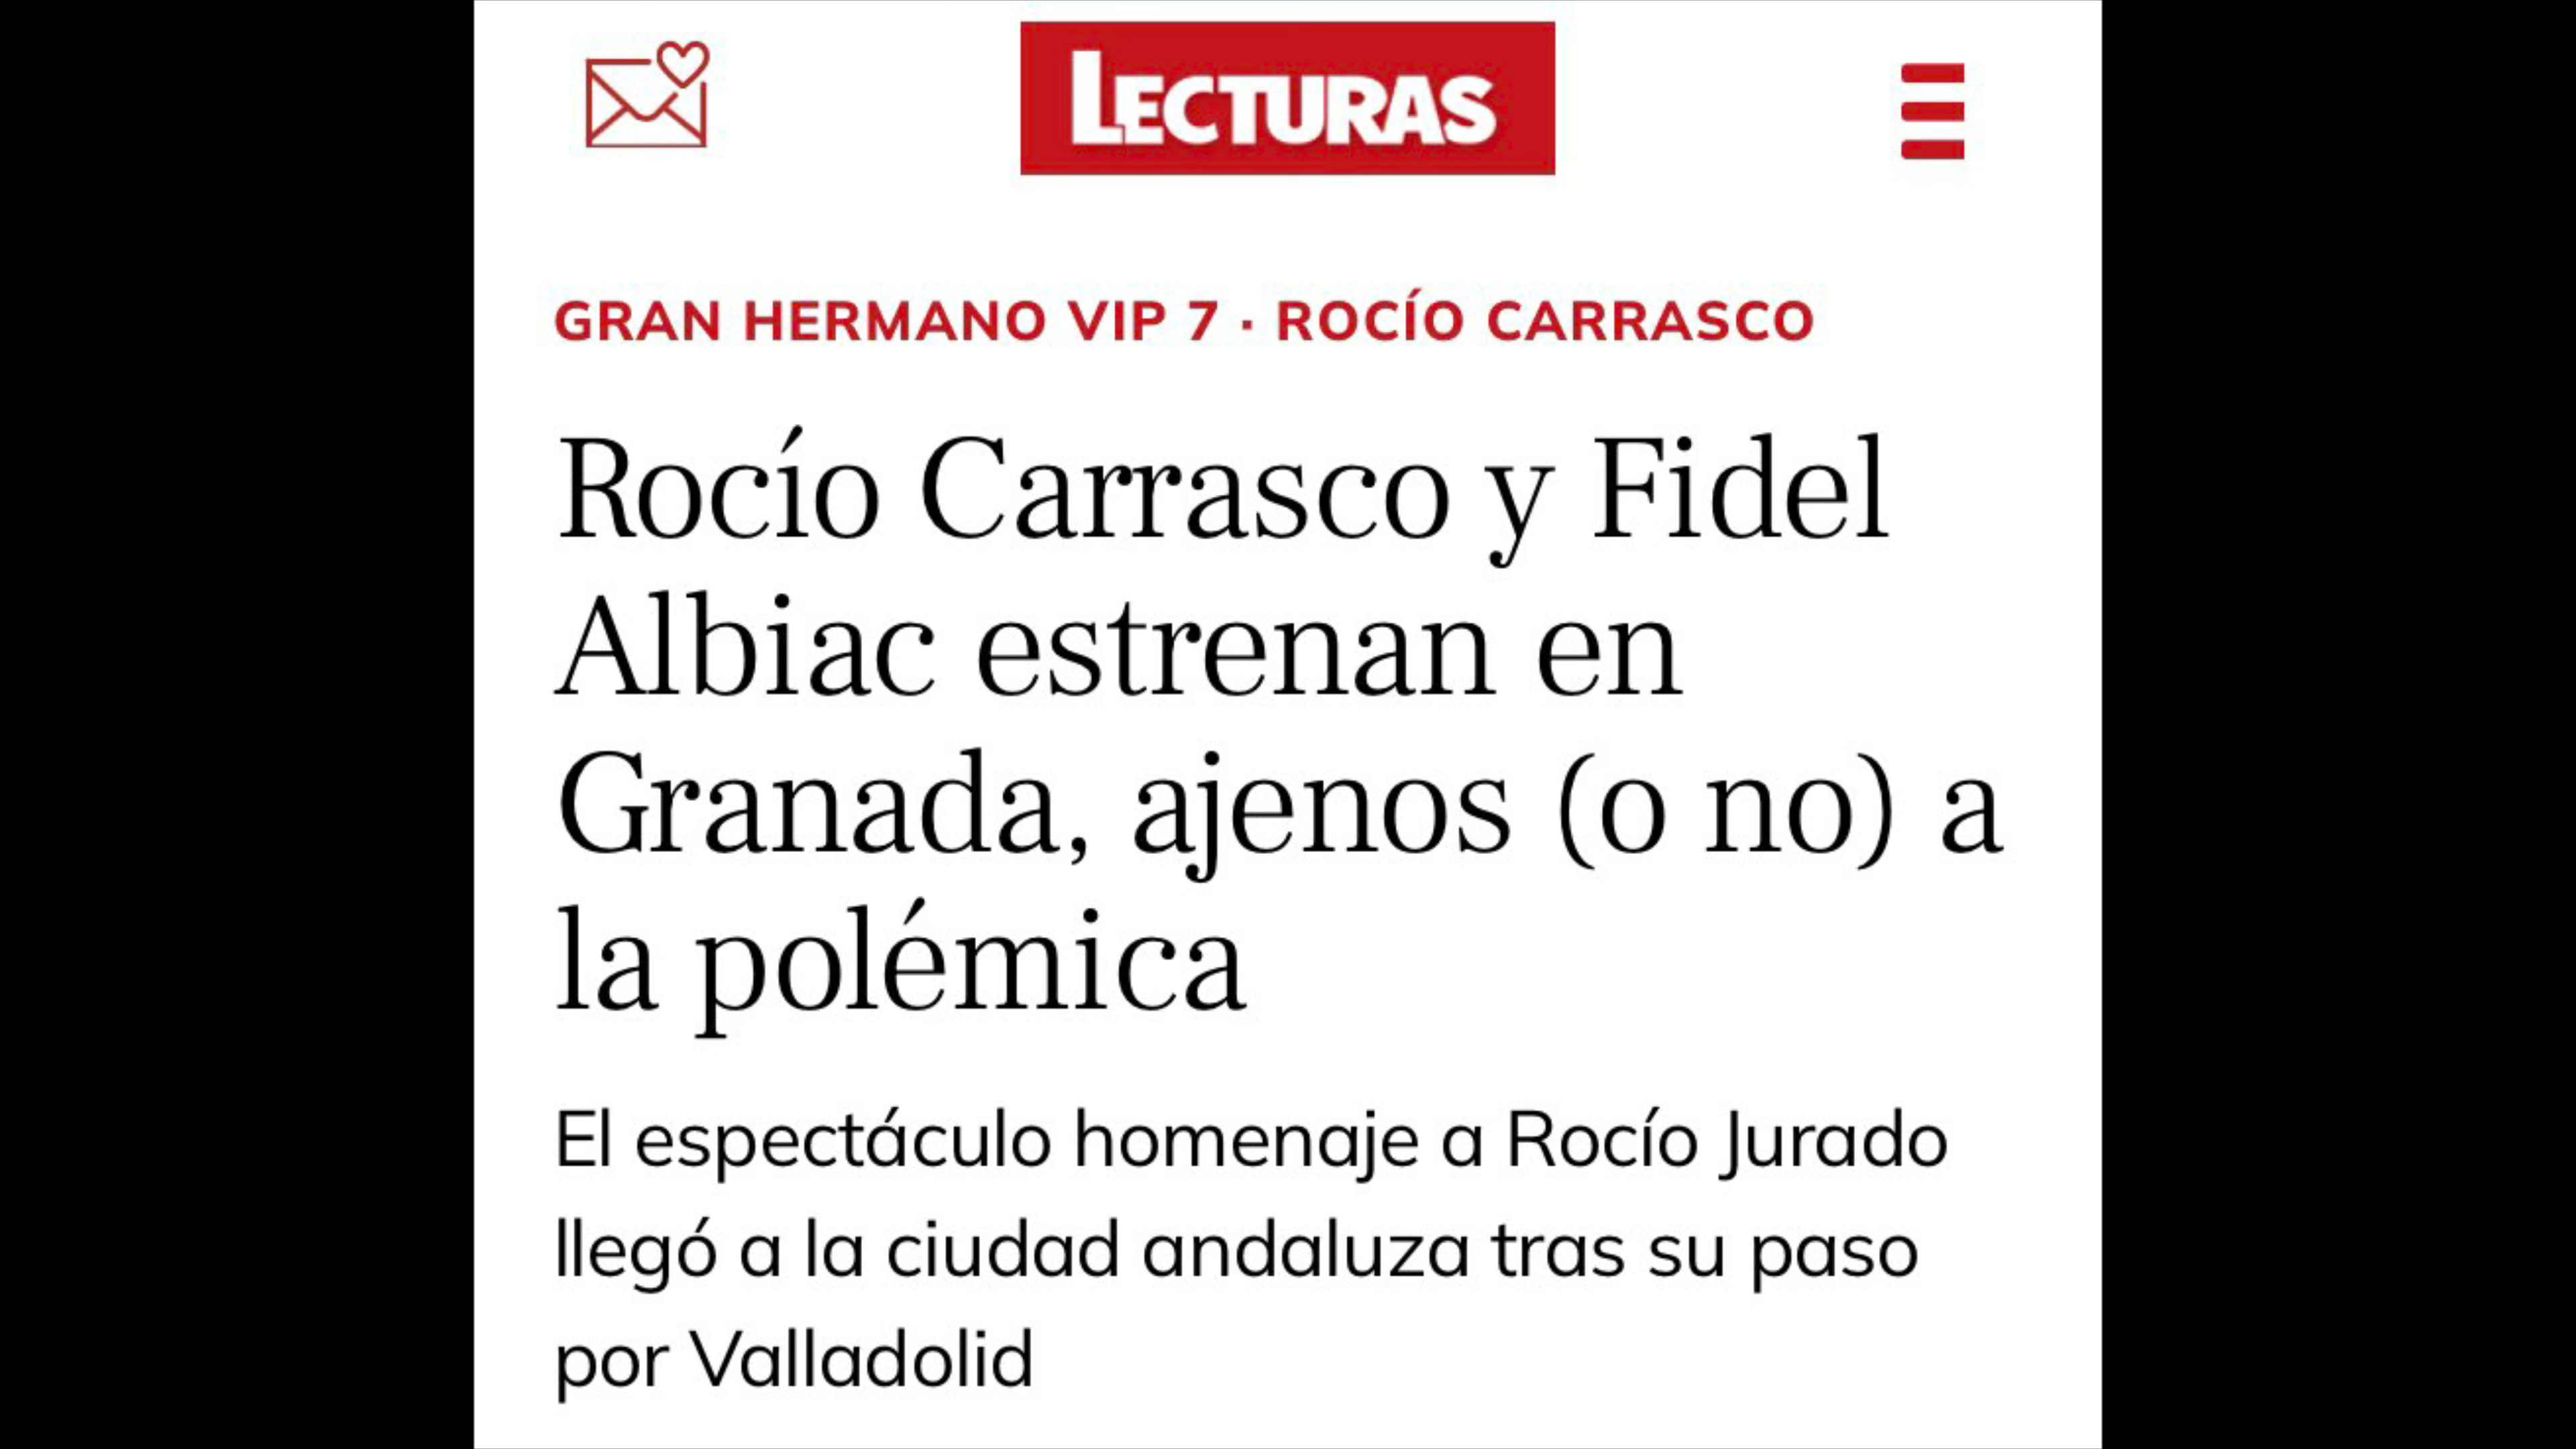 LECTURAS
GRAN HERMANO VIP 7 · ROCÍO CARRASCO
Rocío Carrasco y Fidel
Albiac estrenan en
Granada, ajenos (o no) a
la polémica
El espectáculo homenaje a Rocío Jurado
llegó a la ciudad andaluza tras su paso
por Valladolid